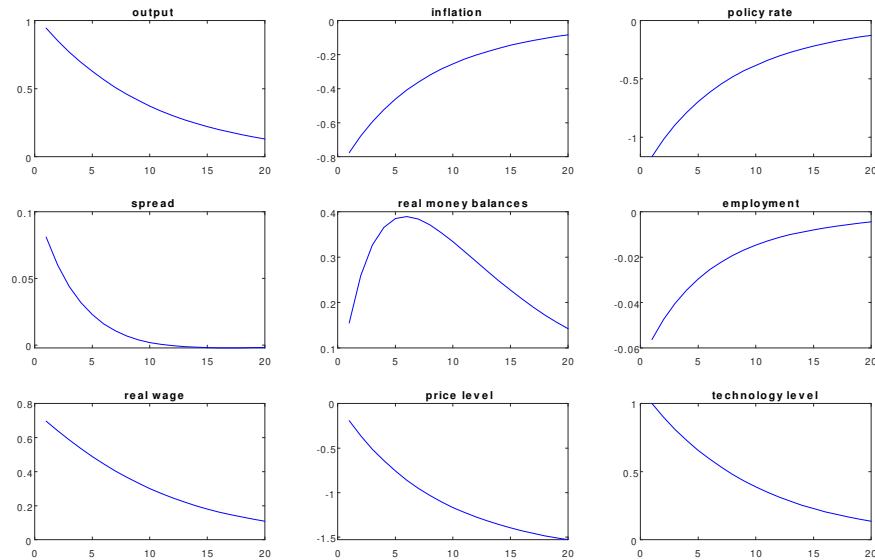 output
inflation
policy rate
1
0.5
0
0 5 10 15 20
0
-0.2
-0.4
-0.6
-0.8
0 5 10 15 20
0
-0.5
-1
0 5 10 15 20
spread
real money balances
employment
0.1
0.05
0
0 5 10 15 20
0.4
0.3
0.2
0.1
0 5 10 15 20
0
-0.02
-0.04
-0.06
0 5 10 15 20
real wage
price level
technology level
0.8
0.6
0.4
0.2
0
0 5 10 15 20
0
-0.5
-1
-1.5
0 5 10 15 20
1
0.5
0
0 5 10 15 20